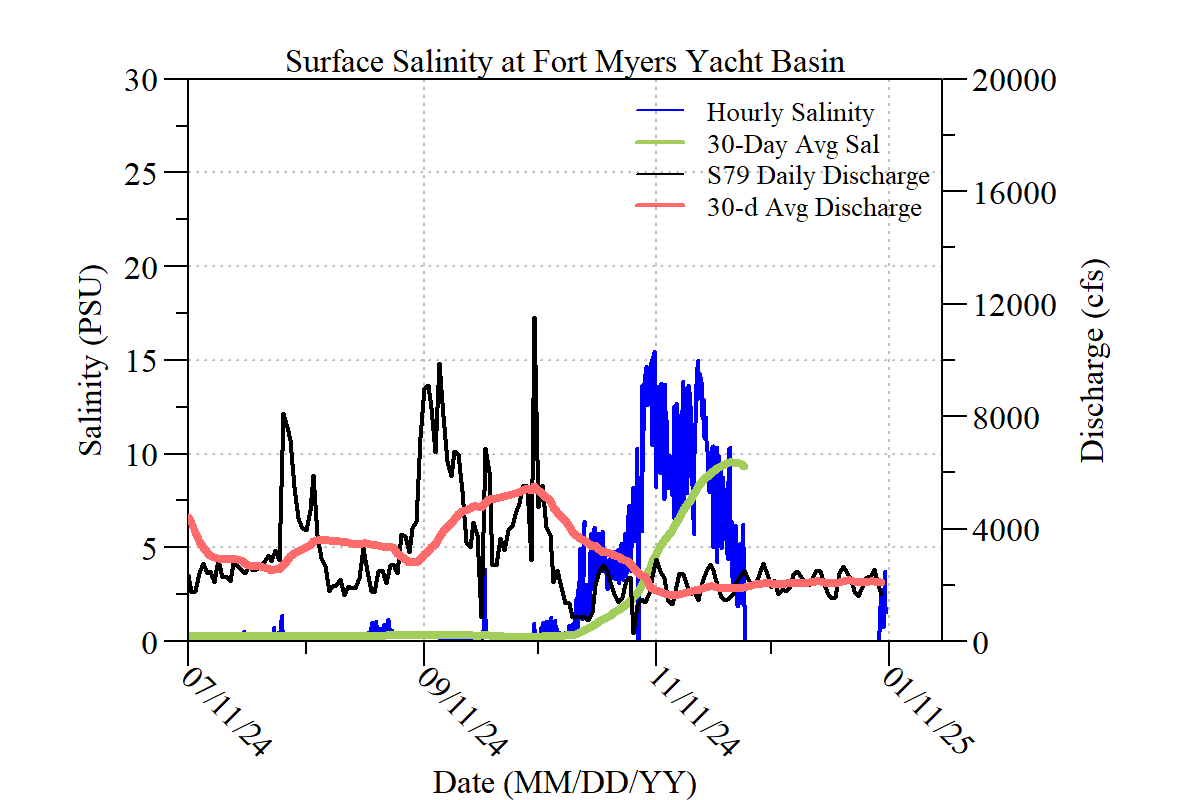 Surface Salinity at Fort Myers Yacht Basin
30
25
20
15
10
5
0
Salinity (PSU)
Hourly Salinity
30-Day Avg Sal
S79 Daily Discharge
30-d Avg Discharge
20000
16000
12000
8000
4000
0
Discharge (cfs)
07/11/24
09/11/24
11/11/24
01/11/25
Date (MM/DD/YY)